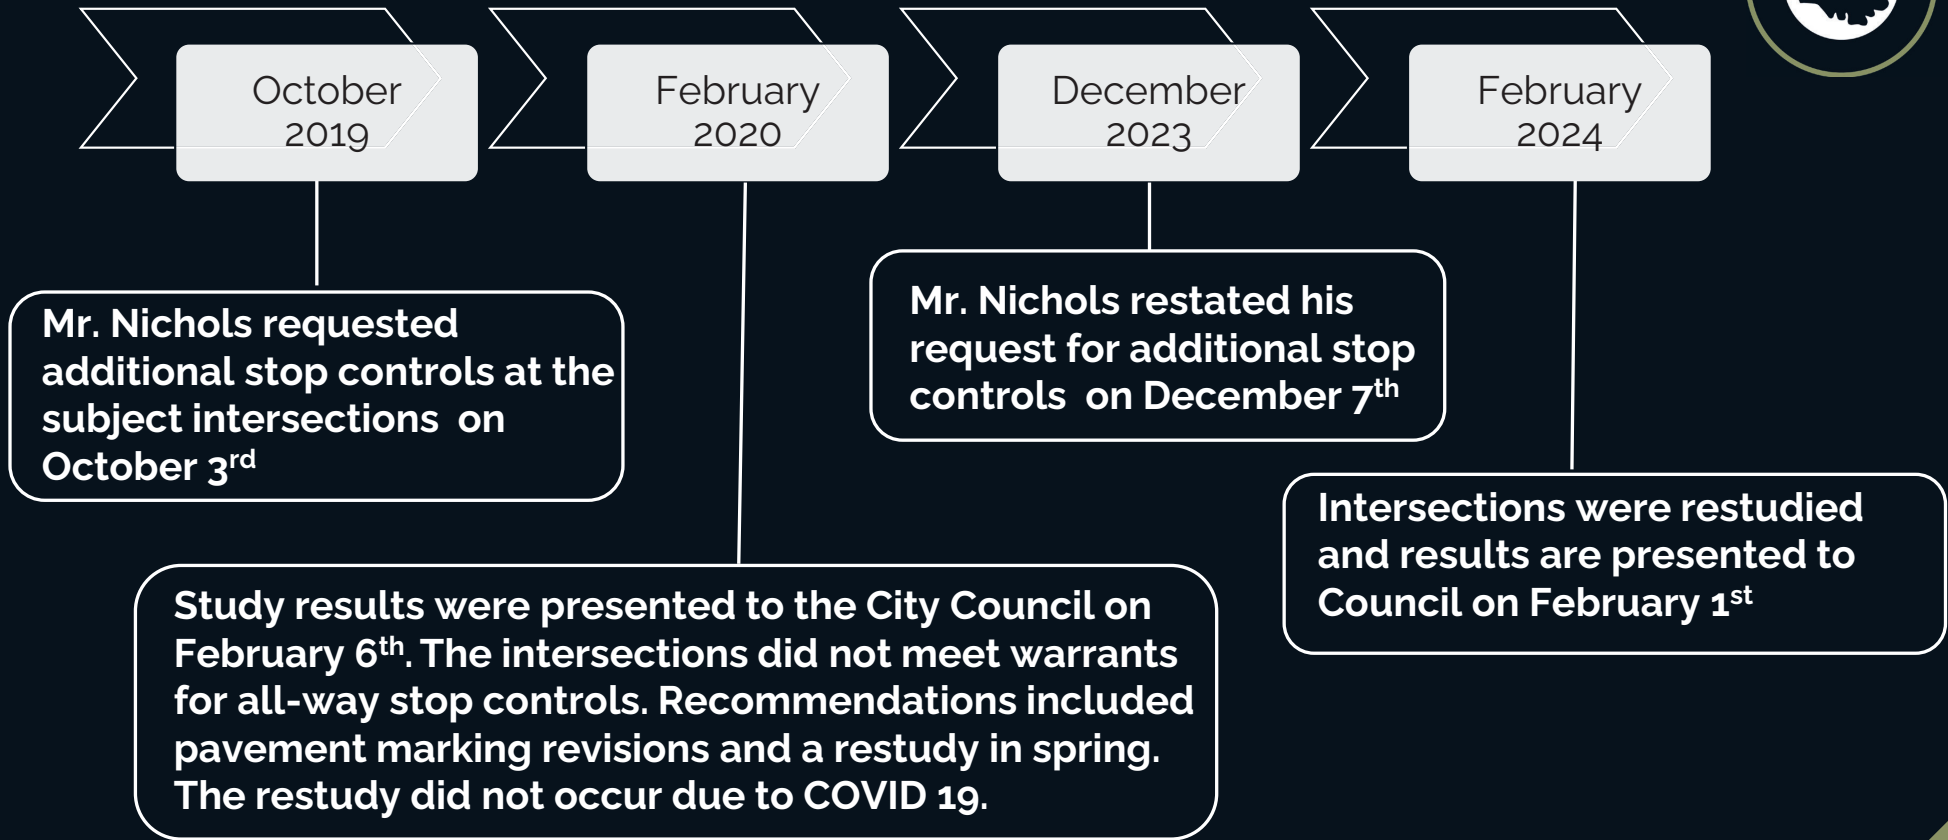 October
2019
February
2020
December
2023
February
2024
Mr. Nichols requested
additional stop controls at the
subject intersections  on
October 3rd
Study results were presented to the City Council on
February 6th. The intersections did not meet warrants
for all-way stop controls. Recommendations included
pavement marking revisions and a restudy in spring.
The restudy did not occur due to COVID 19.
Mr. Nichols restated his
request for additional stop
controls  on December 7th
Intersections were restudied
and results are presented to
Council on February 1st